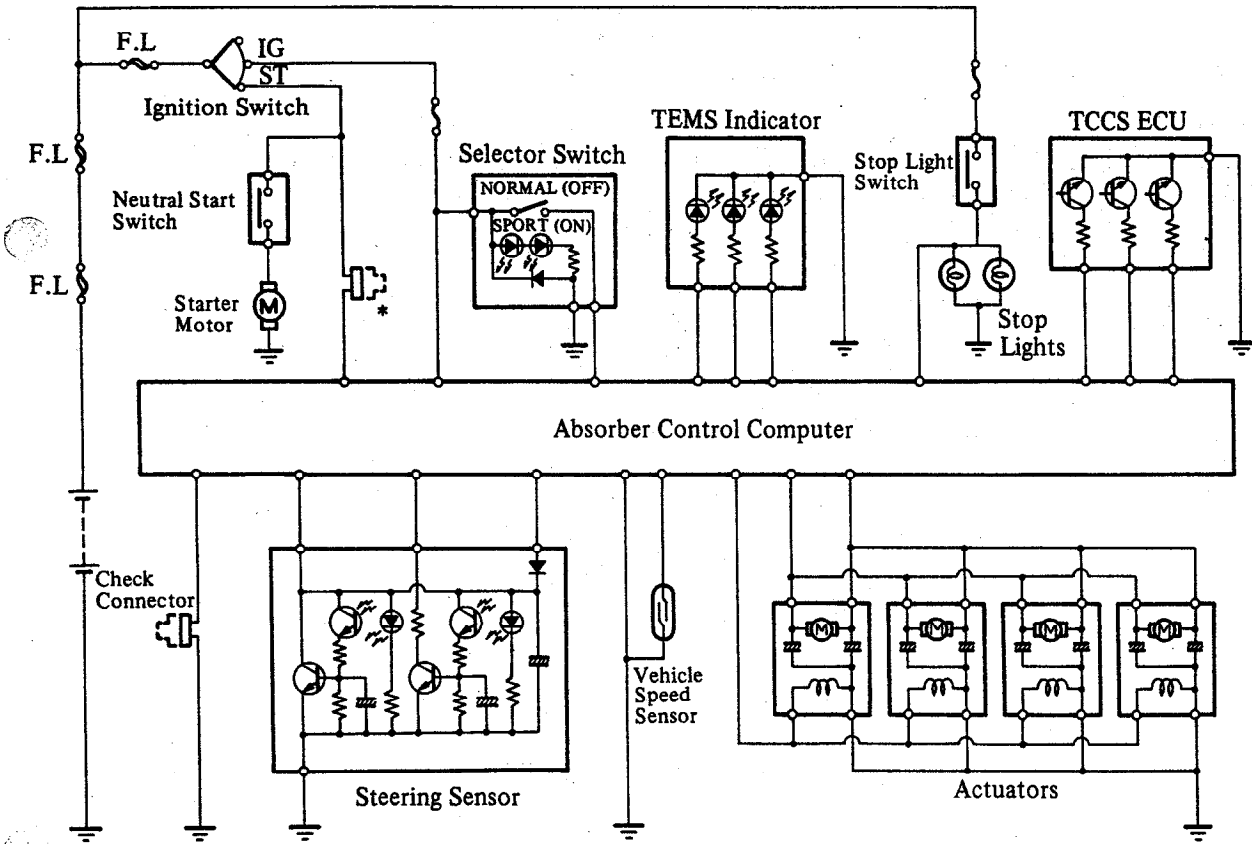 F.L
IG
ST
Ignition Switch
F.L
F.L
Neutral Start
Switch
M
Starter
Motor
*
Selector Switch
NORMAL (OFF)
SPORT (ON)
TEMS Indicator
Stop Light
Switch
Stop
Lights
TCCS ECU
Absorber Control Computer
Check
Connector
Steering Sensor
Vehicle
Speed
Sensor
M
M
M
M
Actuators